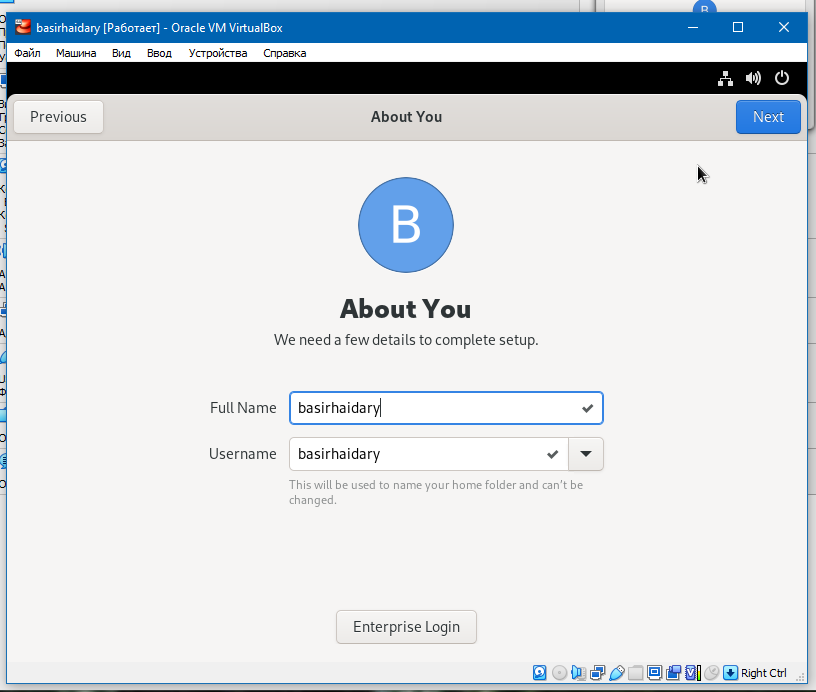 B
basirhaidary [Работает] - Oracle VM VirtualBox
Файл Машина Вид Ввод Устройства Справка
Previous
About You
Next
B
About You
We need a few details to complete setup.
Full Name basirhaidary
Username basirhaidary
This will be used to name your home folder and can't be
changed.
Enterprise Login
Right Ctrl